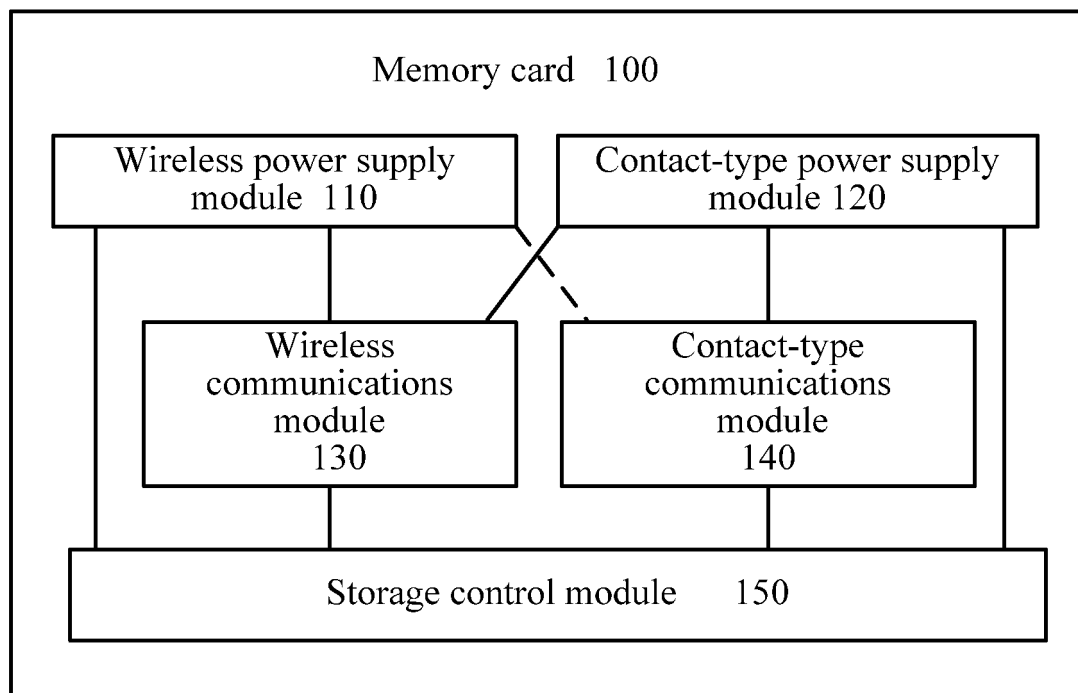 Memory card 100
Wireless power supply
module 110
Contact-type power supply
module 120
Wireless
communications
module
130
Contact-type
communications
module
140
Storage control module 150